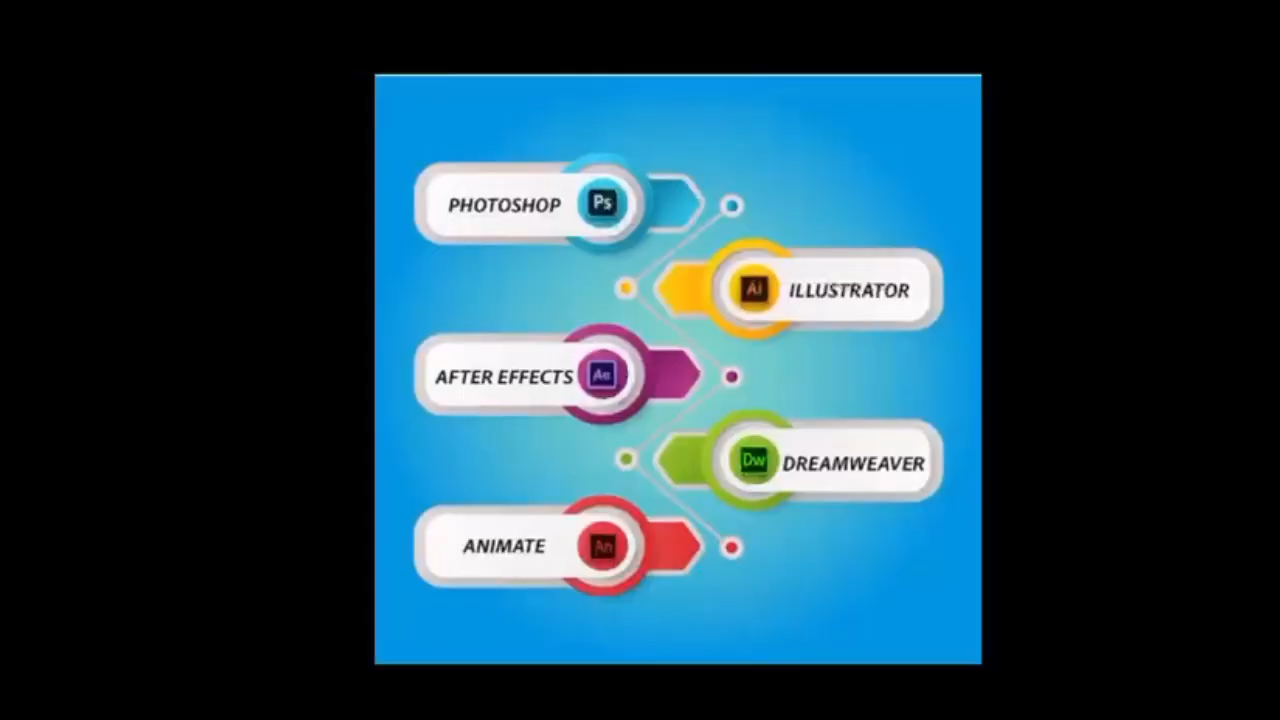 PHOTOSHOP Ps
Ai ILLUSTRATOR
AFTER EFFECTS Ae
Dw DREAMWEAVER
ANIMATE An